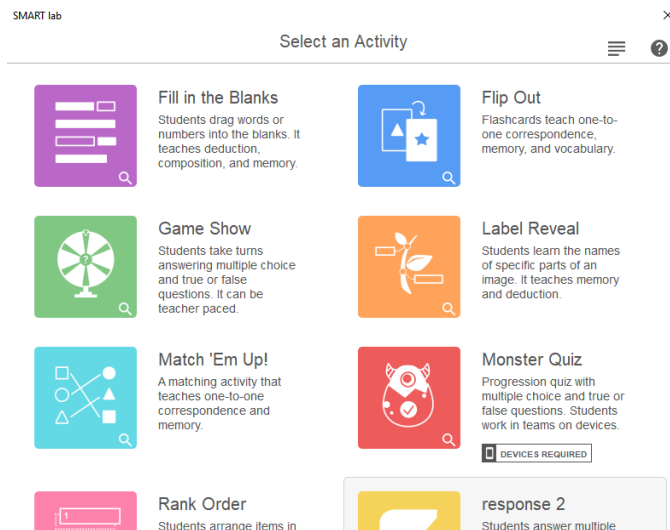 SMART lab
Select an Activity
Fill in the Blanks
Students drag words or
numbers into the blanks. It
teaches deduction,
composition, and memory.
Flip Out
Flashcards teach one-to-
one correspondence,
memory, and vocabulary.
Game Show
Students take turns
answering multiple choice
and true or false
questions. It can be
teacher paced.
Label Reveal
Students learn the names
of specific parts of an
image. It teaches memory
and deduction.
Match 'Em Up!
A matching activity that
teaches one-to-one
correspondence and
memory.
Monster Quiz
Progression quiz with
multiple choice and true or
false questions. Students
work in teams on devices.
DEVICES REQUIRED
Rank Order
Students arrange items in
1
response 2
Students answer multiple